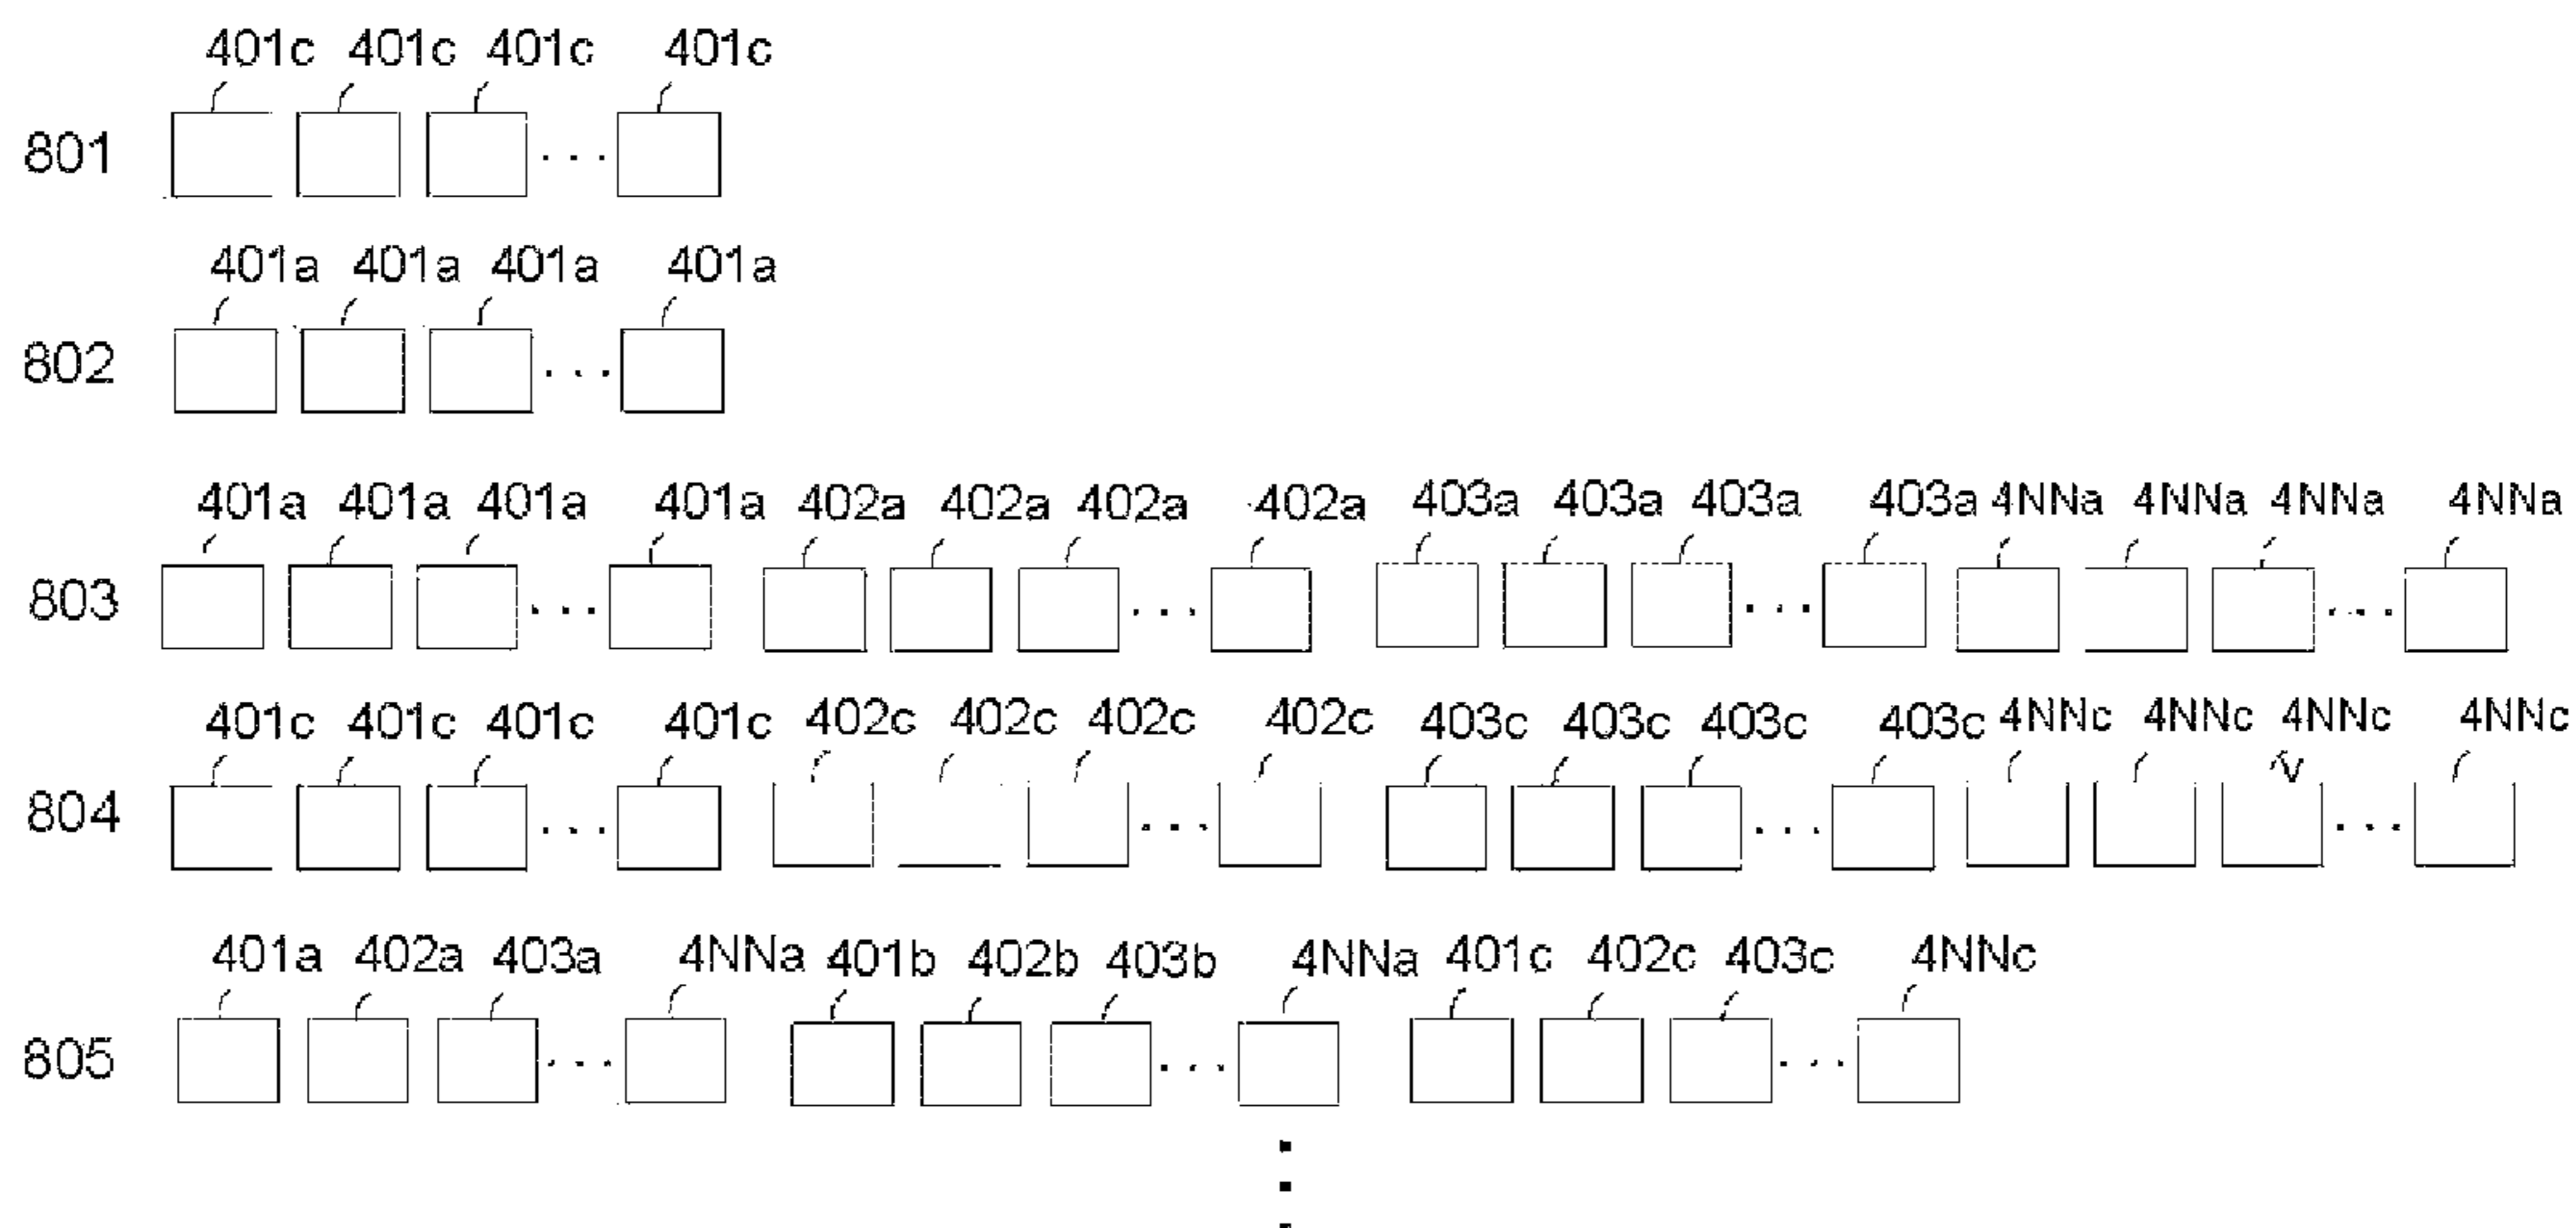 401c 401c 401c 401c
801 ...
401a 401a 401a 401a
802 ...
401a 401a 401a 401a 402a 402a 402a 402a 403a 403a 403a 403a 4NNa 4NNa 4NNa 4NNa
803 ... ... ... ...
401c 401c 401c 401c 402c 402c 402c 402c 403c 403c 403c 403c 4NNc 4NNc 4NNc 4NNc
804 ... ... ... ...
401a 402a 403a 4NNa 401b 402b 403b 4NNa 401c 402c 403c 4NNc
805 ... ... ...